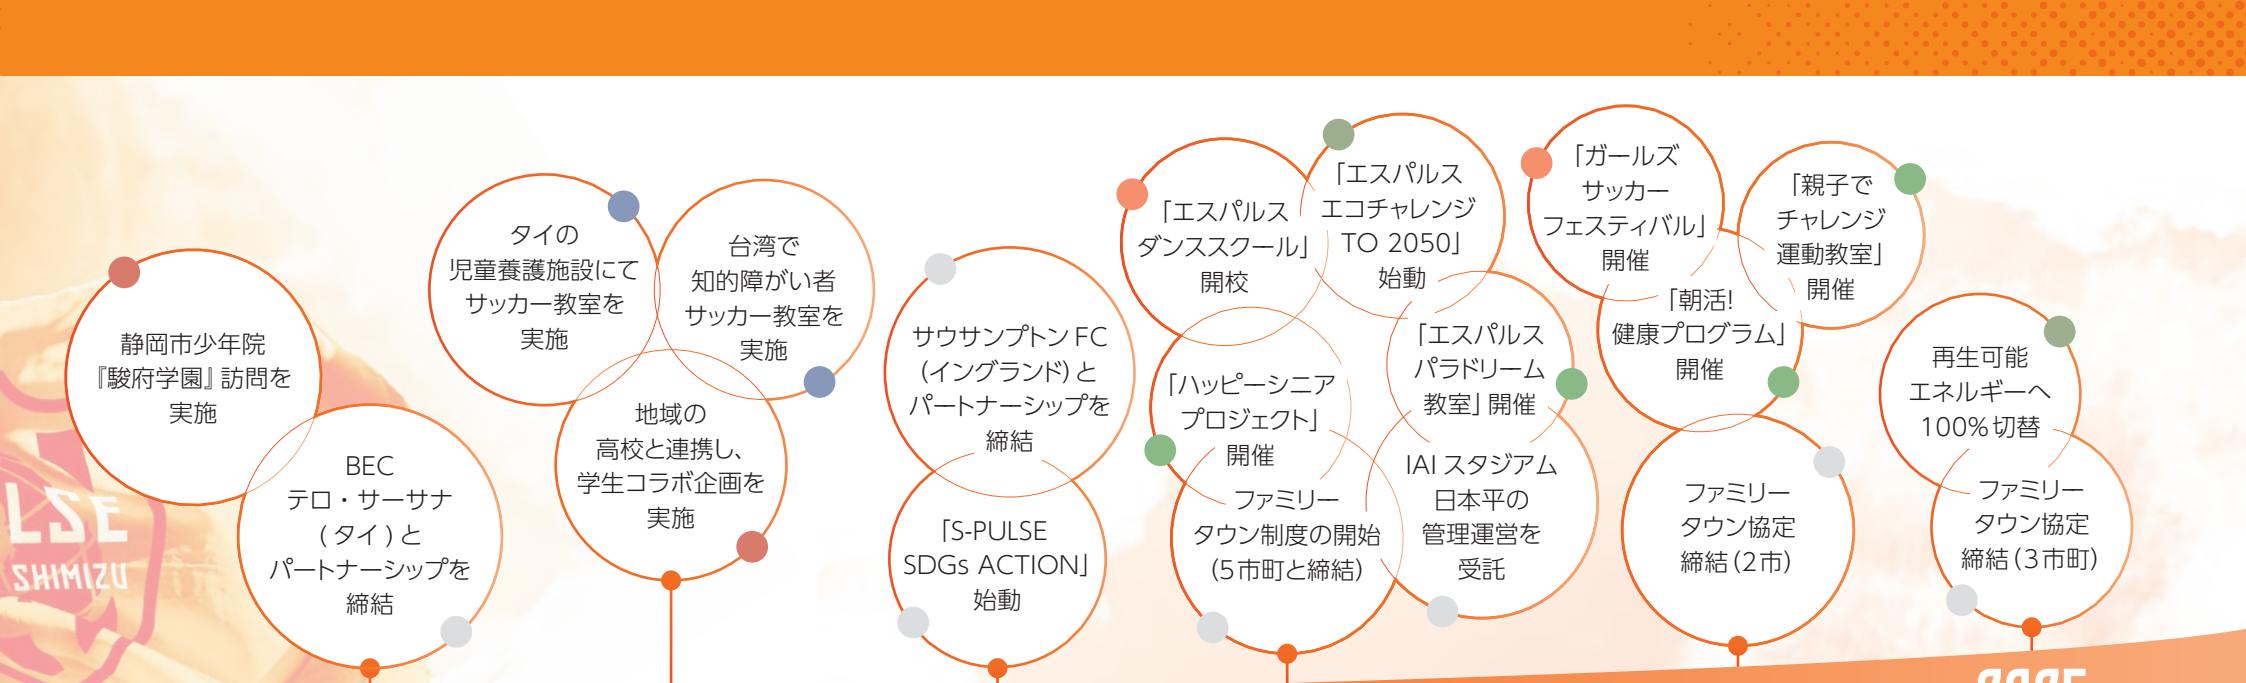 静岡市少年院
『駿府学園』訪問を
実施
BEC
テロ・サーサナ
(タイ)と
パートナーシップを
締結
タイの
児童養護施設にて
サッカー教室を
実施
台湾で
知的障がい者
サッカー教室を
実施
地域の
高校と連携し、
学生コラボ企画を
実施
サウサンプトンFC
(イングランド)と
パートナーシップを
締結
「S-PULSE
SDGs ACTION」
始動
「エスパルス
ダンススクール」
開校
「エスパルス
エコチャレンジ
TO 2050」
始動
「ハッピーシニア
プロジェクト」
開催
「エスパルス
パラドリーム
教室」開催
ファミリー
タウン制度の開始
(5市町と締結)
IAIスタジアム
日本平の
管理運営を
受託
「ガールズ
サッカー
フェスティバル」
開催
「親子で
チャレンジ
運動教室」
開催
「朝活!
健康プログラム」
開催
ファミリー
タウン協定
締結(2市)
再生可能
エネルギーへ
100%切替
ファミリー
タウン協定
締結(3市町)
LSE
SHIMIZU